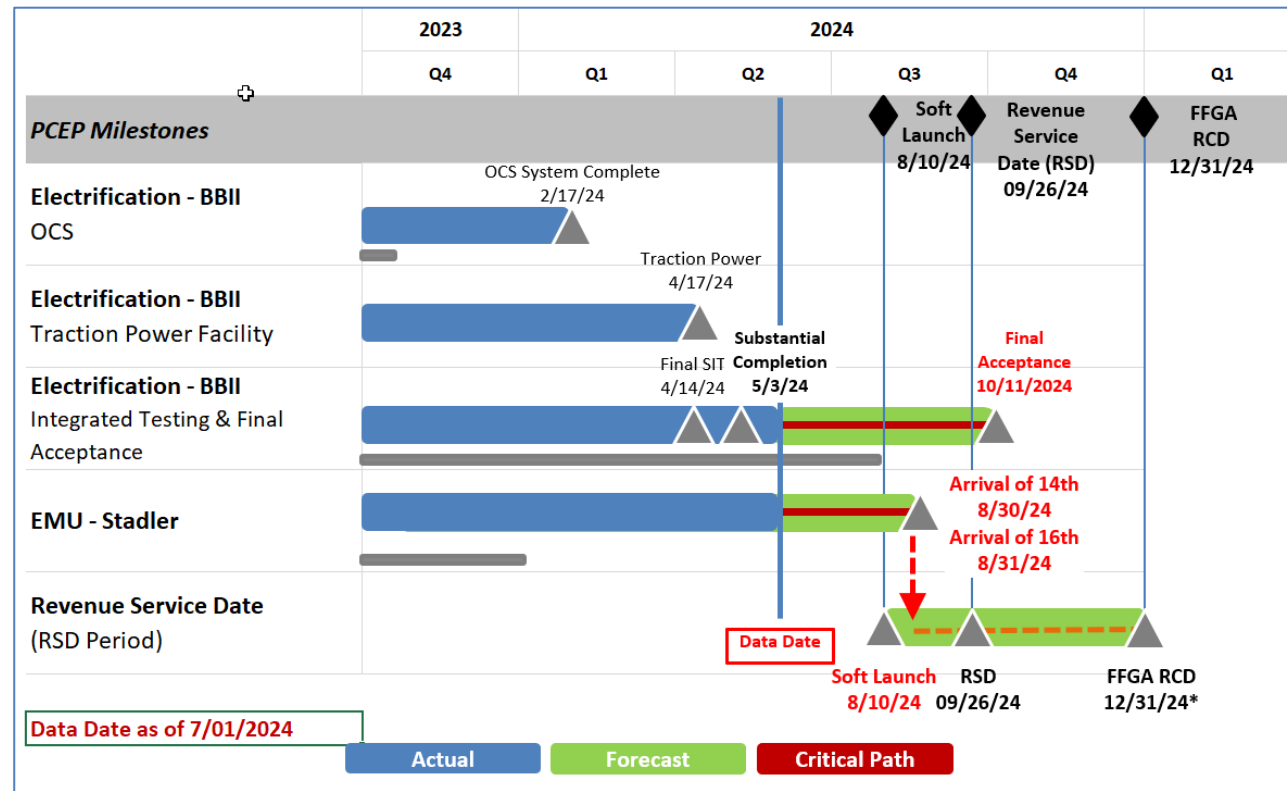 2023
2024
Q4
Q1
Q2
Q3
Q4
Q1
PCEP Milestones
Soft
Launch
8/10/24
Revenue
Service
Date (RSD)
09/26/24
FFGA
RCD
12/31/24
Electrification - BBII
OCS
OCS System Complete
2/17/24
Electrification - BBII
Traction Power Facility
Traction Power
4/17/24
Electrification - BBII
Integrated Testing & Final
Acceptance
Final SIT
4/14/24
Substantial
Completion
5/3/24
Final
Acceptance
10/11/2024
EMU - Stadler
Arrival of 14th
8/30/24
Arrival of 16th
8/31/24
Revenue Service Date
(RSD Period)
Data Date
Soft Launch
8/10/24
RSD
09/26/24
FFGA RCD
12/31/24*
Data Date as of 7/01/2024
Actual
Forecast
Critical Path